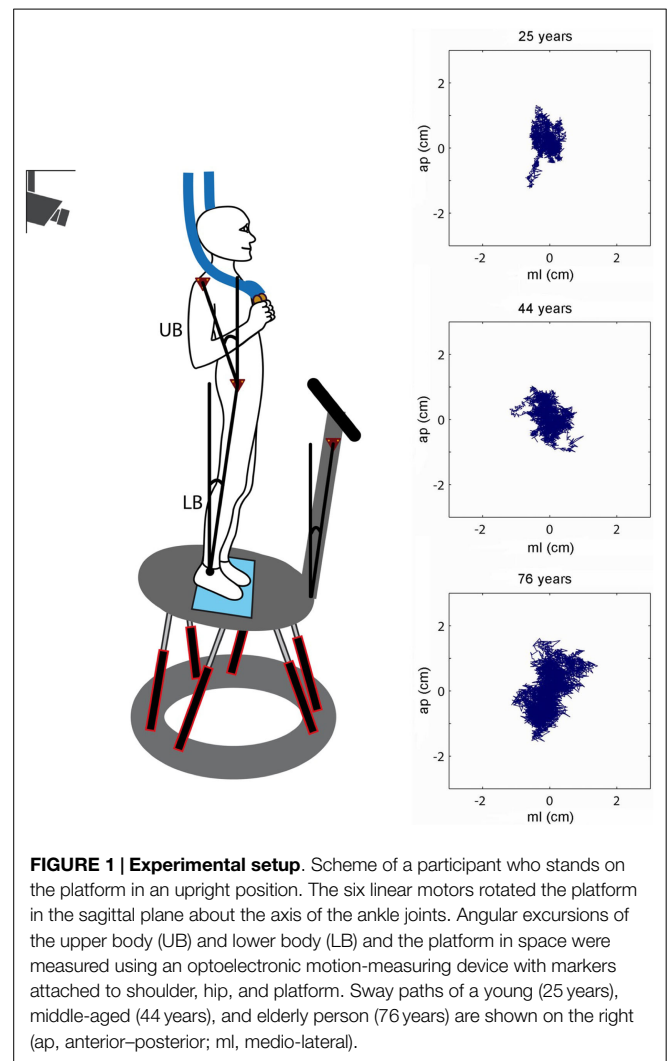 25 years
2
0
-2
ap (cm)
-2 0 2
ml (cm)
UB
LB
44 years
2
0
-2
ap (cm)
-2 0 2
ml (cm)
76 years
2
0
-2
ap (cm)
-2 0 2
ml (cm)
FIGURE 1 | Experimental setup. Scheme of a participant who stands on
the platform in an upright position. The six linear motors rotated the platform
in the sagittal plane about the axis of the ankle joints. Angular excursions of
the upper body (UB) and lower body (LB) and the platform in space were
measured using an optoelectronic motion-measuring device with markers
attached to shoulder, hip, and platform. Sway paths of a young (25 years),
middle-aged (44 years), and elderly person (76 years) are shown on the right
(ap, anterior–posterior; ml, medio-lateral).